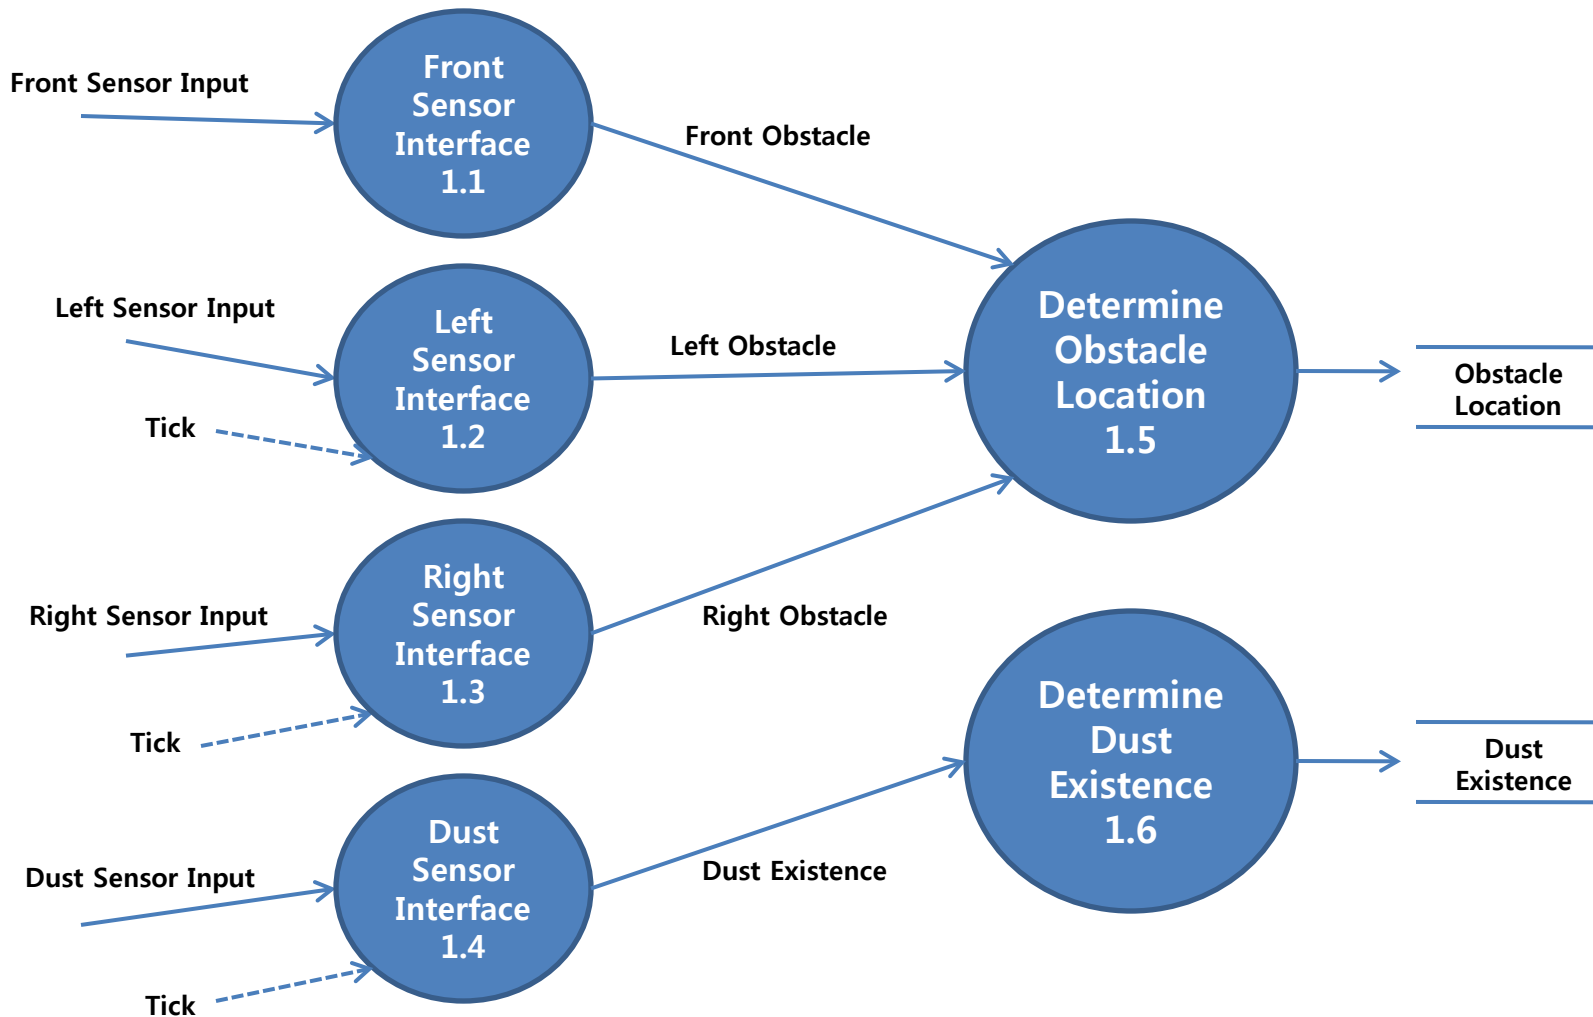 Front Sensor Input
Front
Sensor
Interface
1.1
Front Obstacle
Left Sensor Input
Left
Sensor
Interface
1.2
Tick
Left Obstacle
Determine
Obstacle
Location
1.5
Obstacle
Location
Right Sensor Input
Right
Sensor
Interface
1.3
Tick
Right Obstacle
Determine
Dust
Existence
1.6
Dust
Existence
Dust Sensor Input
Dust
Sensor
Interface
1.4
Tick
Dust Existence